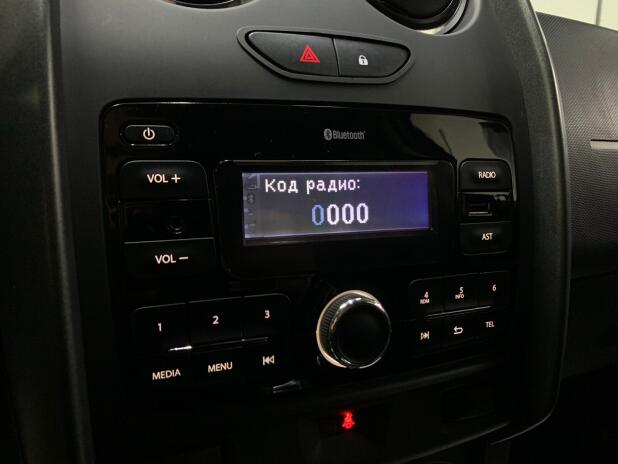 Bluetooth
VOL +
Код радио:
0000
RADIO
AST
VOL −
1
2
3
4
RDM
5
INFO
6
MEDIA
MENU
TEL